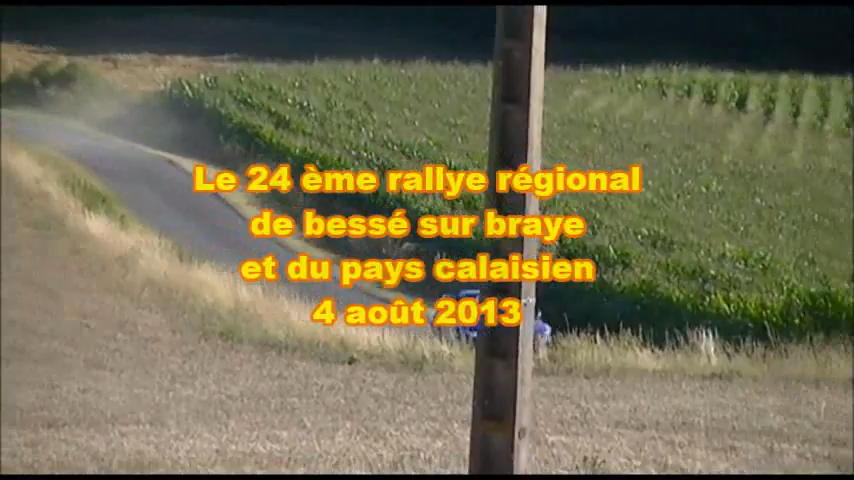 Le 24 ème rallye régional
de bessé sur braye
et du pays calaisien
4 août 2013